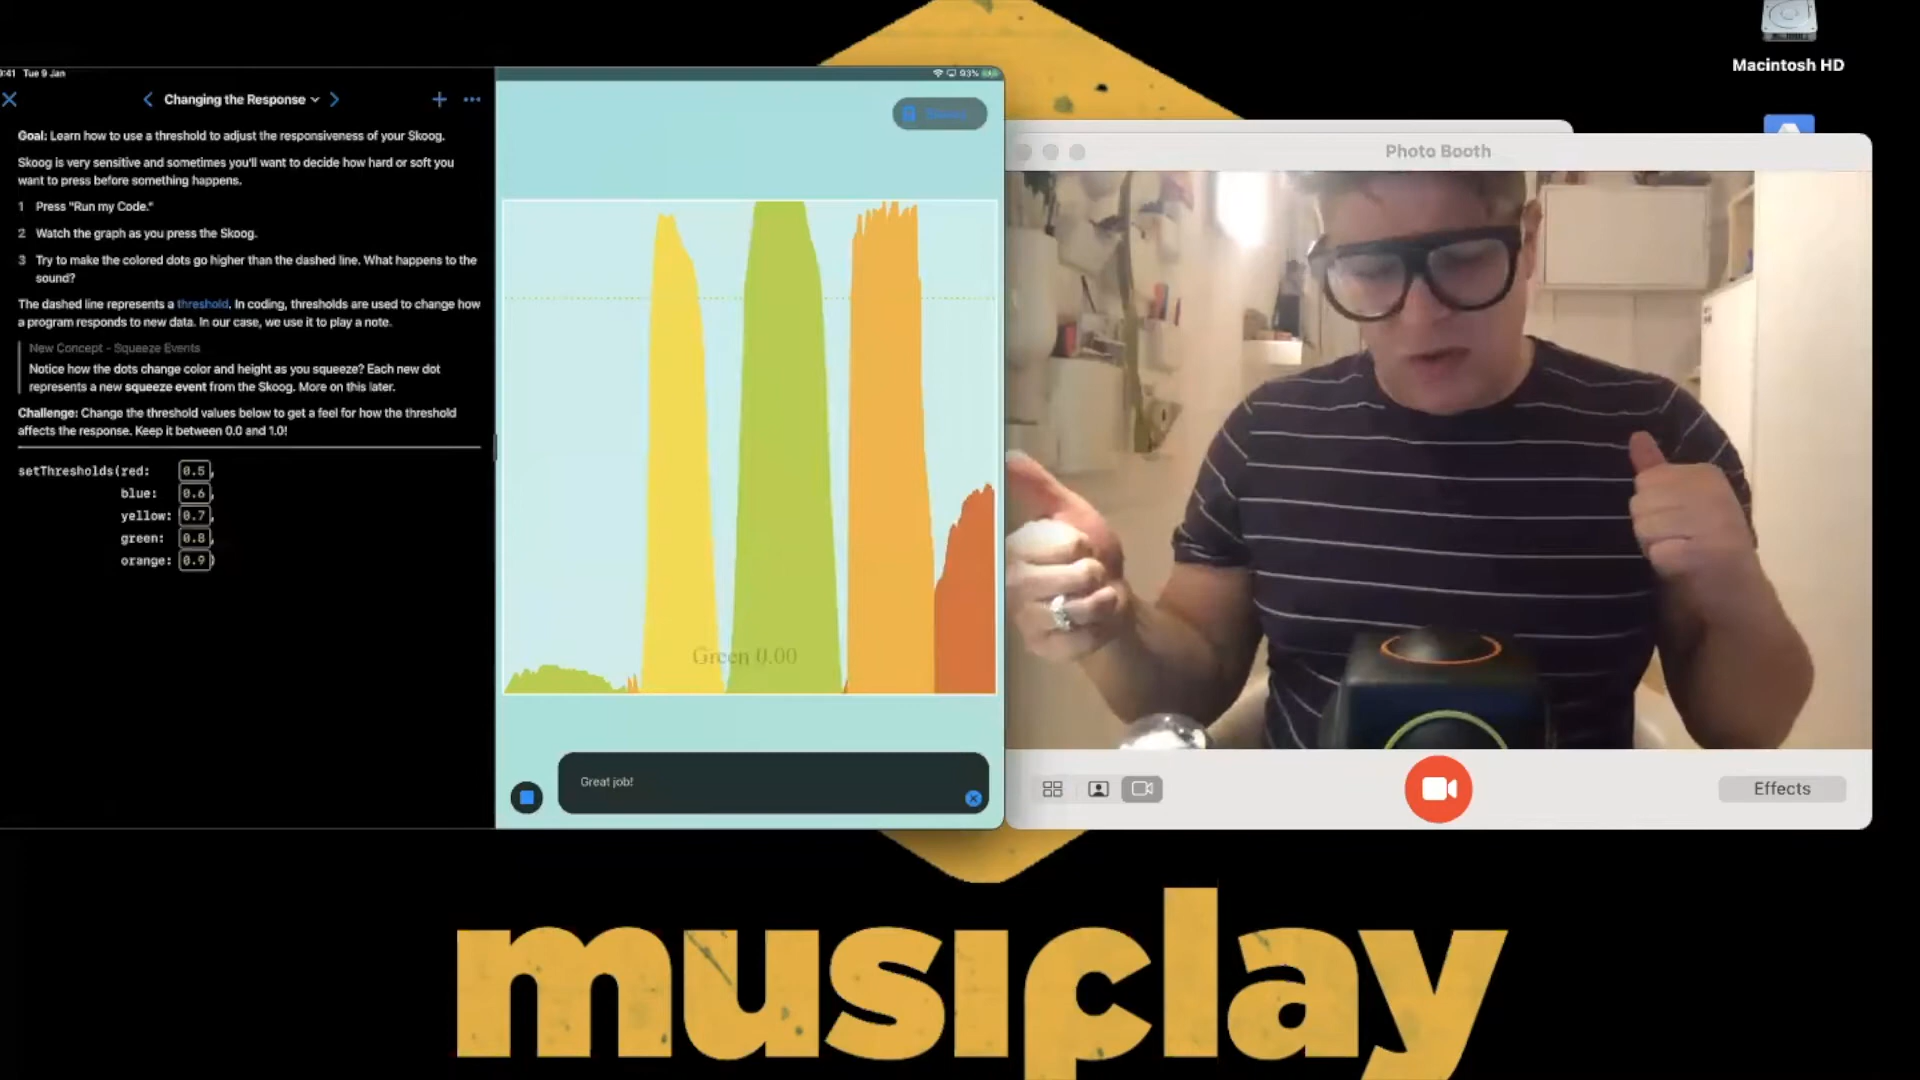 9:41 Tue 9 Jan
93%
Changing the Response
Goal: Learn how to use a threshold to adjust the responsiveness of your Skoog.
Skoog is very sensitive and sometimes you'll want to decide how hard or soft you
want to press before something happens.
1 Press "Run my Code."
2 Watch the graph as you press the Skoog.
3 Try to make the colored dots go higher than the dashed line. What happens to the
sound?
The dashed line represents a threshold. In coding, thresholds are used to change how
a program responds to new data. In our case, we use it to play a note.
New Concept - Squeeze Events
Notice how the dots change color and height as you squeeze? Each new dot
represents a new squeeze event from the Skoog. More on this later.
Challenge: Change the threshold values below to get a feel for how the threshold
affects the response. Keep it between 0.0 and 1.0!
setThresholds(red: 0.5,
blue: 0.6,
yellow: 0.7,
green: 0.8,
orange: 0.9)
Green 0.00
Great job!
Photo Booth
Effects
Macintosh HD
musiclay